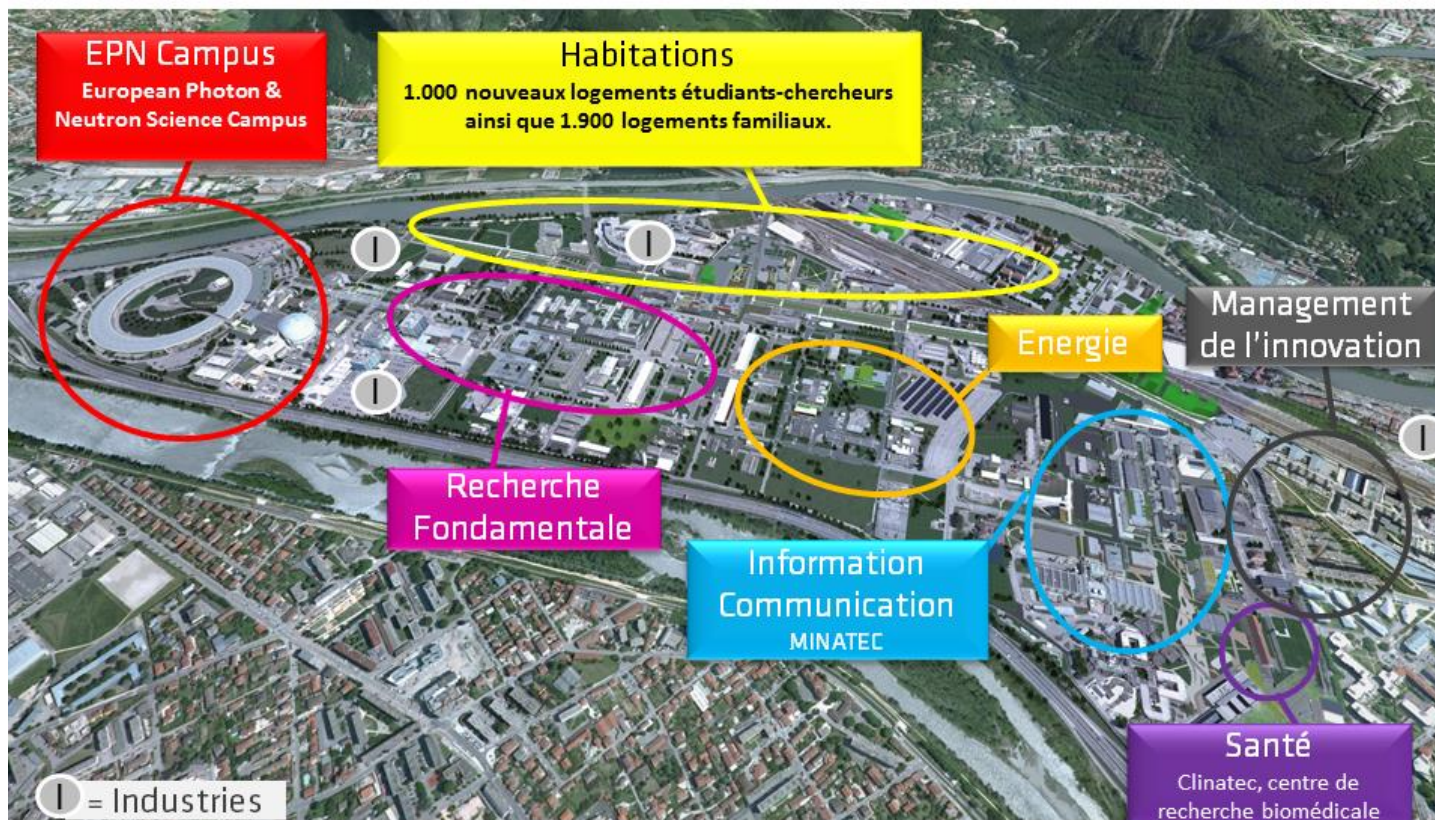 EPN Campus
European Photon &
Neutron Science Campus
Habitations
1.000 nouveaux logements étudiants-chercheurs
ainsi que 1.900 logements familiaux.
I
I
I
I
Energie
Management
de l'innovation
Recherche
Fondamentale
Information
Communication
MINATEC
Santé
Clinatec, centre de
recherche biomédicale
I = Industries